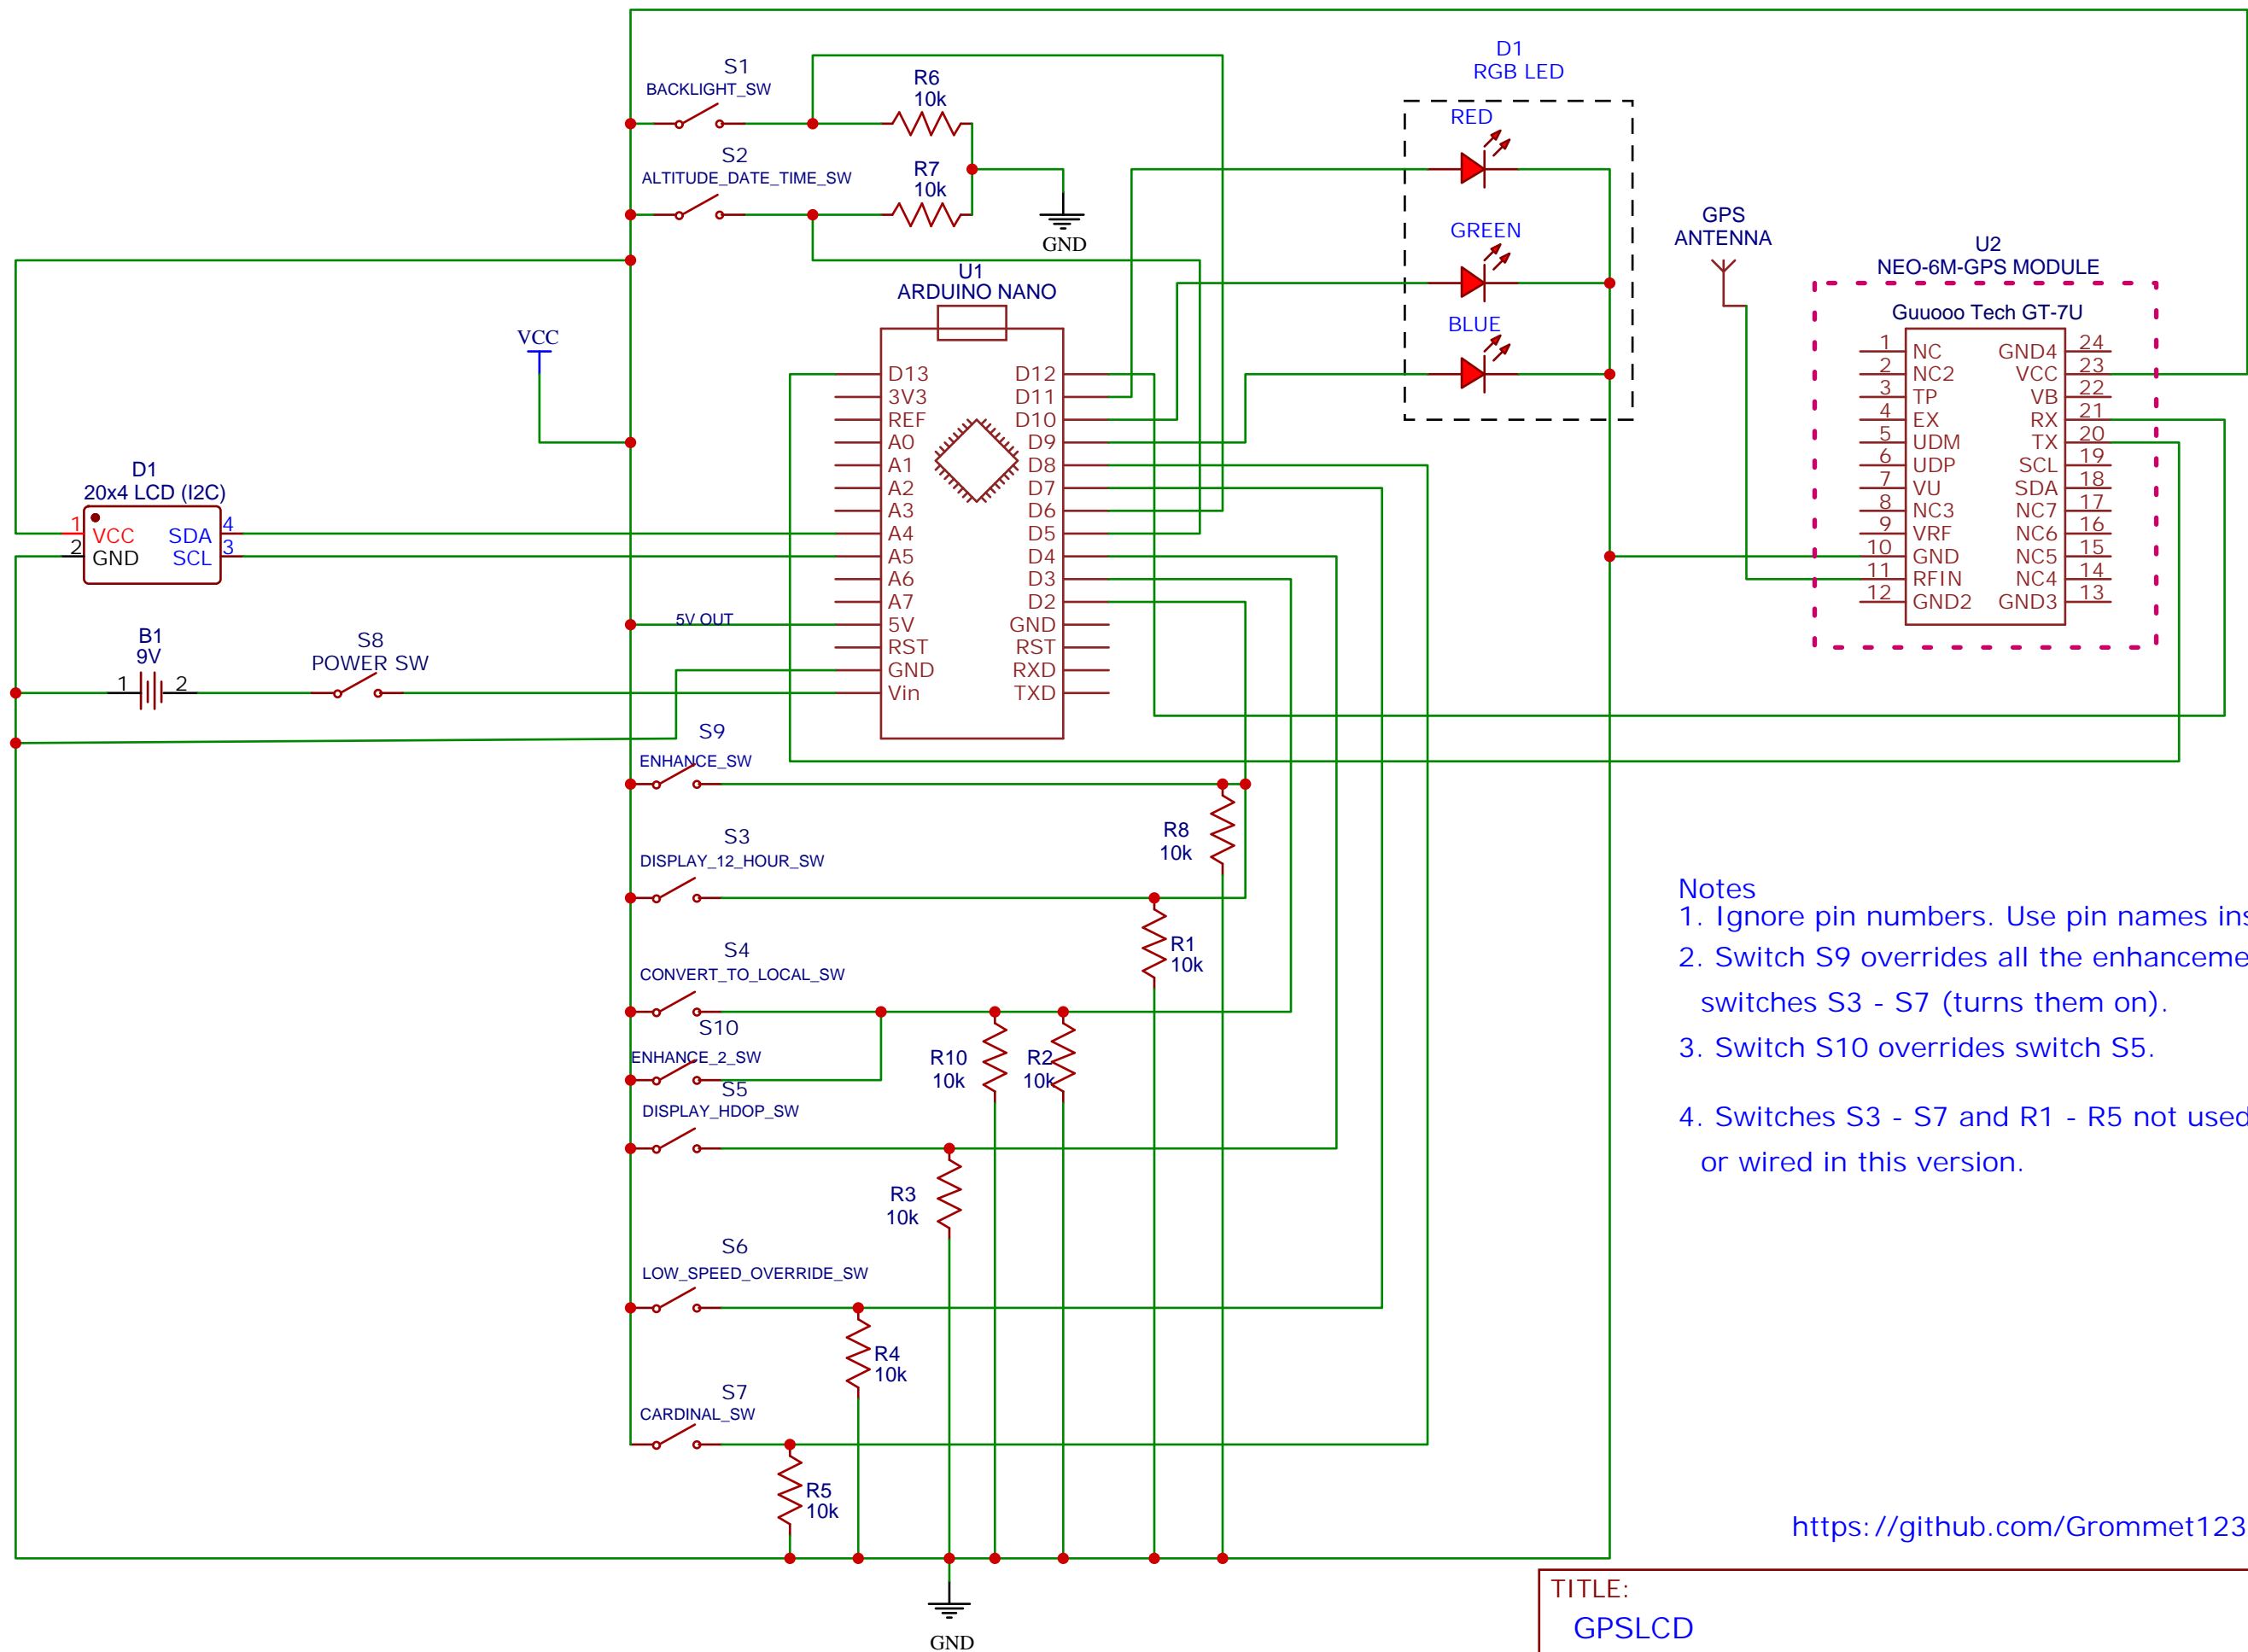 S1
BACKLIGHT_SW
R6
10k
S2
ALTITUDE_DATE_TIME_SW
R7
10k
GND
D1
RGB LED
RED
GREEN
BLUE
GPS
ANTENNA
U2
NEO-6M-GPS MODULE
Guuooo Tech GT-7U
1 NC GND4 24
2 NC2 VCC 23
3 TP VB 22
4 EX RX 21
5 UDM TX 20
6 UDP SCL 19
7 VU SDA 18
8 NC3 NC7 17
9 VRF NC6 16
10 GND NC5 15
11 RFIN NC4 14
12 GND2 GND3 13
U1
ARDUINO NANO
D13 D12
3V3 D11
REF D10
A0 D9
A1 D8
A2 D7
A3 D6
A4 D5
A5 D4
A6 D3
A7 D2
5V GND
RST RST
GND RXD
Vin TXD
VCC
D1
20x4 LCD (I2C)
1 VCC SDA 4
2 GND SCL 3
5V OUT
B1
9V
1 2
S8
POWER SW
S9
ENHANCE_SW
R8
10k
S3
DISPLAY_12_HOUR_SW
R1
10k
S4
CONVERT_TO_LOCAL_SW
S10
ENHANCE_2_SW
R10
10k
R2
10k
S5
DISPLAY_HDOP_SW
R3
10k
S6
LOW_SPEED_OVERRIDE_SW
R4
10k
S7
CARDINAL_SW
R5
10k
GND
Notes
1. Ignore pin numbers. Use pin names ins
2. Switch S9 overrides all the enhanceme
switches S3 - S7 (turns them on).
3. Switch S10 overrides switch S5.
4. Switches S3 - S7 and R1 - R5 not used
or wired in this version.
https://github.com/Grommet123
TITLE:
GPSLCD